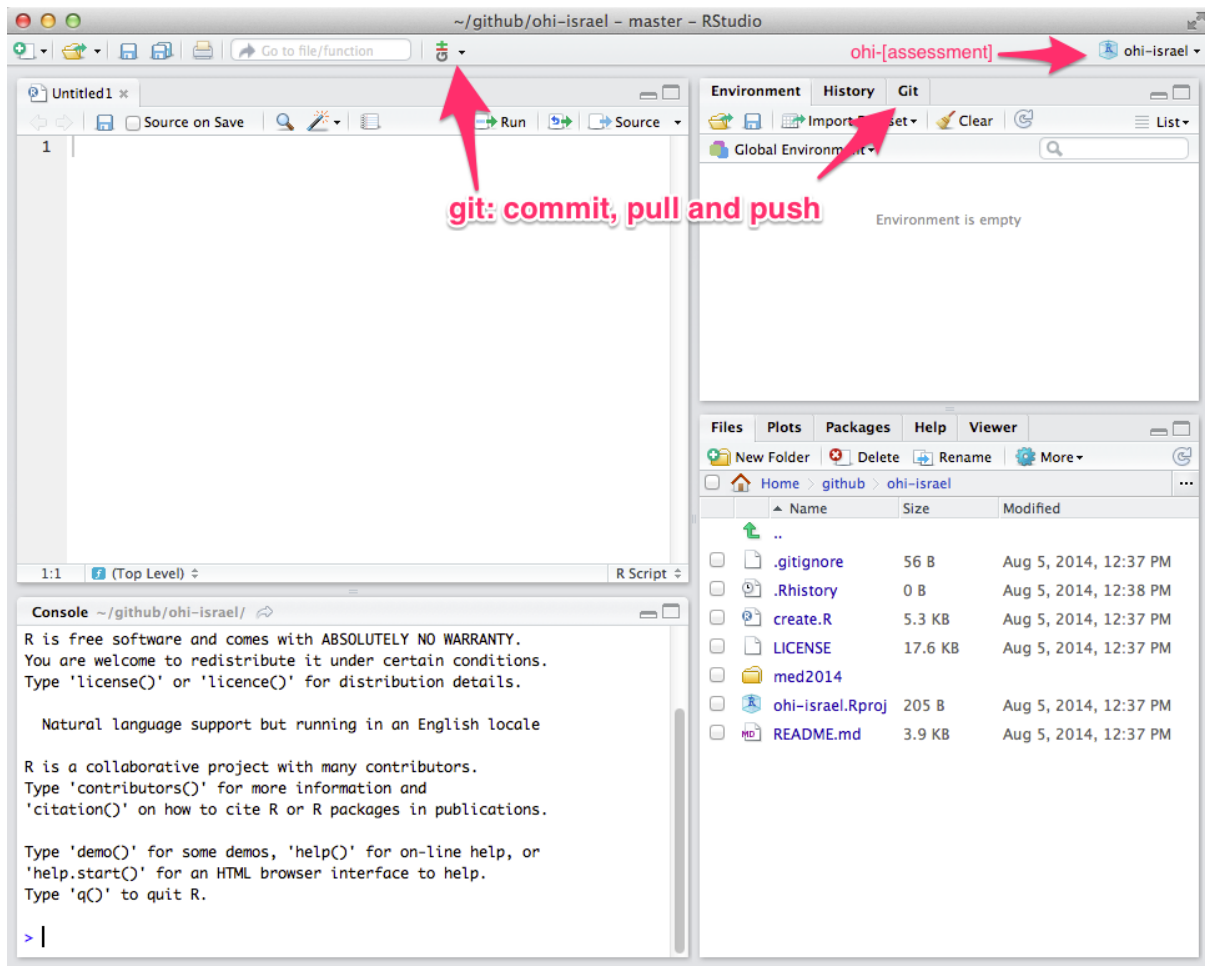 ~/github/ohi-israel – master – RStudio
Go to file/function
ohi-[assessment]
ohi-israel
Untitled1
Source on Save
Run
Source
1
git: commit, pull and push
1:1
(Top Level)
R Script
Console ~/github/ohi-israel/
R is free software and comes with ABSOLUTELY NO WARRANTY.
You are welcome to redistribute it under certain conditions.
Type 'license()' or 'licence()' for distribution details.
Natural language support but running in an English locale
R is a collaborative project with many contributors.
Type 'contributors()' for more information and
'citation()' on how to cite R or R packages in publications.
Type 'demo()' for some demos, 'help()' for on-line help, or
'help.start()' for an HTML browser interface to help.
Type 'q()' to quit R.
>
Environment History Git
Import set Clear List
Global Environm t
Environment is empty
Files Plots Packages Help Viewer
New Folder Delete Rename More
Home github ohi-israel ...
Name Size Modified
..
.gitignore 56 B Aug 5, 2014, 12:37 PM
.Rhistory 0 B Aug 5, 2014, 12:38 PM
create.R 5.3 KB Aug 5, 2014, 12:37 PM
LICENSE 17.6 KB Aug 5, 2014, 12:37 PM
med2014
ohi-israel.Rproj 205 B Aug 5, 2014, 12:37 PM
README.md 3.9 KB Aug 5, 2014, 12:37 PM